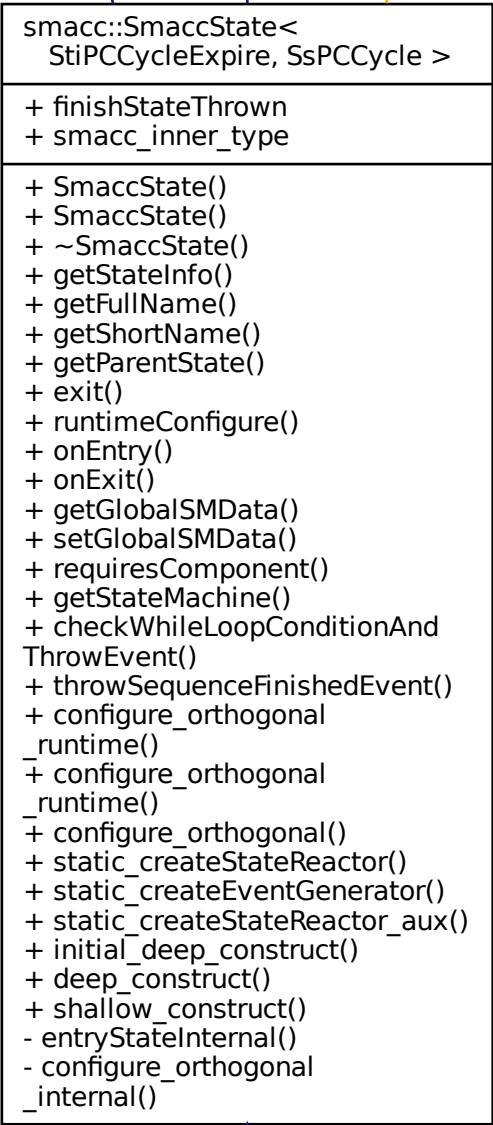 smacc::SmaccState<
StiPCCycleExpire, SsPCCycle >
+ finishStateThrown
+ smacc_inner_type
+ SmaccState()
+ SmaccState()
+ ~SmaccState()
+ getStateInfo()
+ getFullName()
+ getShortName()
+ getParentState()
+ exit()
+ runtimeConfigure()
+ onEntry()
+ onExit()
+ getGlobalSMData()
+ setGlobalSMData()
+ requiresComponent()
+ getStateMachine()
+ checkWhileLoopConditionAnd
ThrowEvent()
+ throwSequenceFinishedEvent()
+ configure_orthogonal
_runtime()
+ configure_orthogonal
_runtime()
+ configure_orthogonal()
+ static_createStateReactor()
+ static_createEventGenerator()
+ static_createStateReactor_aux()
+ initial_deep_construct()
+ deep_construct()
+ shallow_construct()
- entryStateInternal()
- configure_orthogonal
_internal()